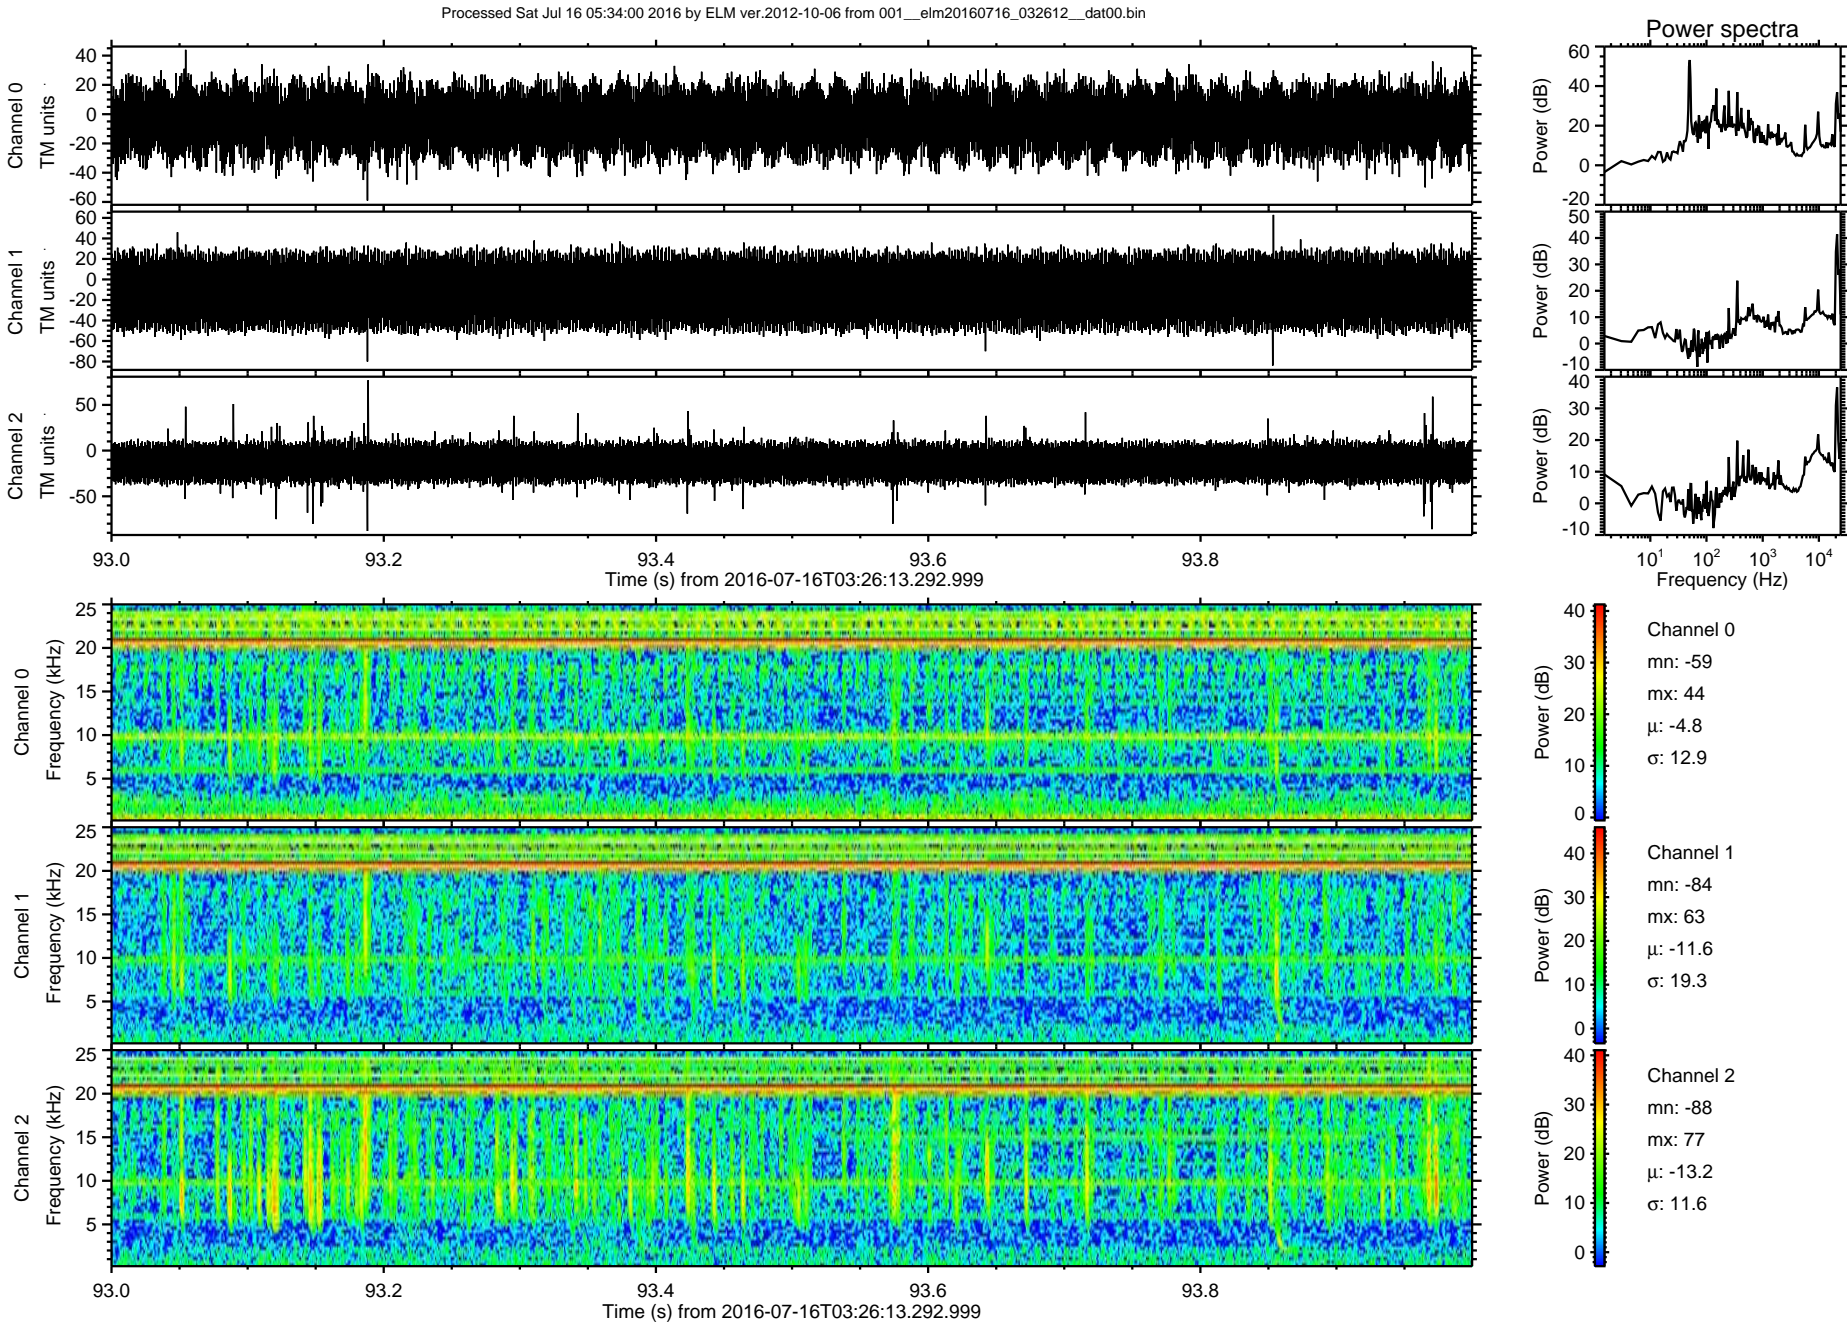 Processed Sat Jul 16 05:34:00 2016 by ELM ver.2012-10-06 from 001__elm20160716_032612__dat00.bin
Power spectra
Channel 0
TM units
40
20
0
-20
-40
-60
Power (dB)
60
40
20
0
-20
Channel 1
TM units
60
40
20
0
-20
-40
-60
-80
Power (dB)
50
40
30
20
10
0
-10
Channel 2
TM units
50
0
-50
Power (dB)
40
30
20
10
0
-10
93.0 93.2 93.4 93.6 93.8
Time (s) from 2016-07-16T03:26:13.292.999
10^1 10^2 10^3 10^4
Frequency (Hz)
Channel 0
Frequency (kHz)
25
20
15
10
5
Power (dB)
40
30
20
10
0
Channel 0
mn: -59
mx: 44
μ: -4.8
σ: 12.9
Channel 1
Frequency (kHz)
25
20
15
10
5
Power (dB)
40
30
20
10
0
Channel 1
mn: -84
mx: 63
μ: -11.6
σ: 19.3
Channel 2
Frequency (kHz)
25
20
15
10
5
Power (dB)
40
30
20
10
0
Channel 2
mn: -88
mx: 77
μ: -13.2
σ: 11.6
93.0 93.2 93.4 93.6 93.8
Time (s) from 2016-07-16T03:26:13.292.999